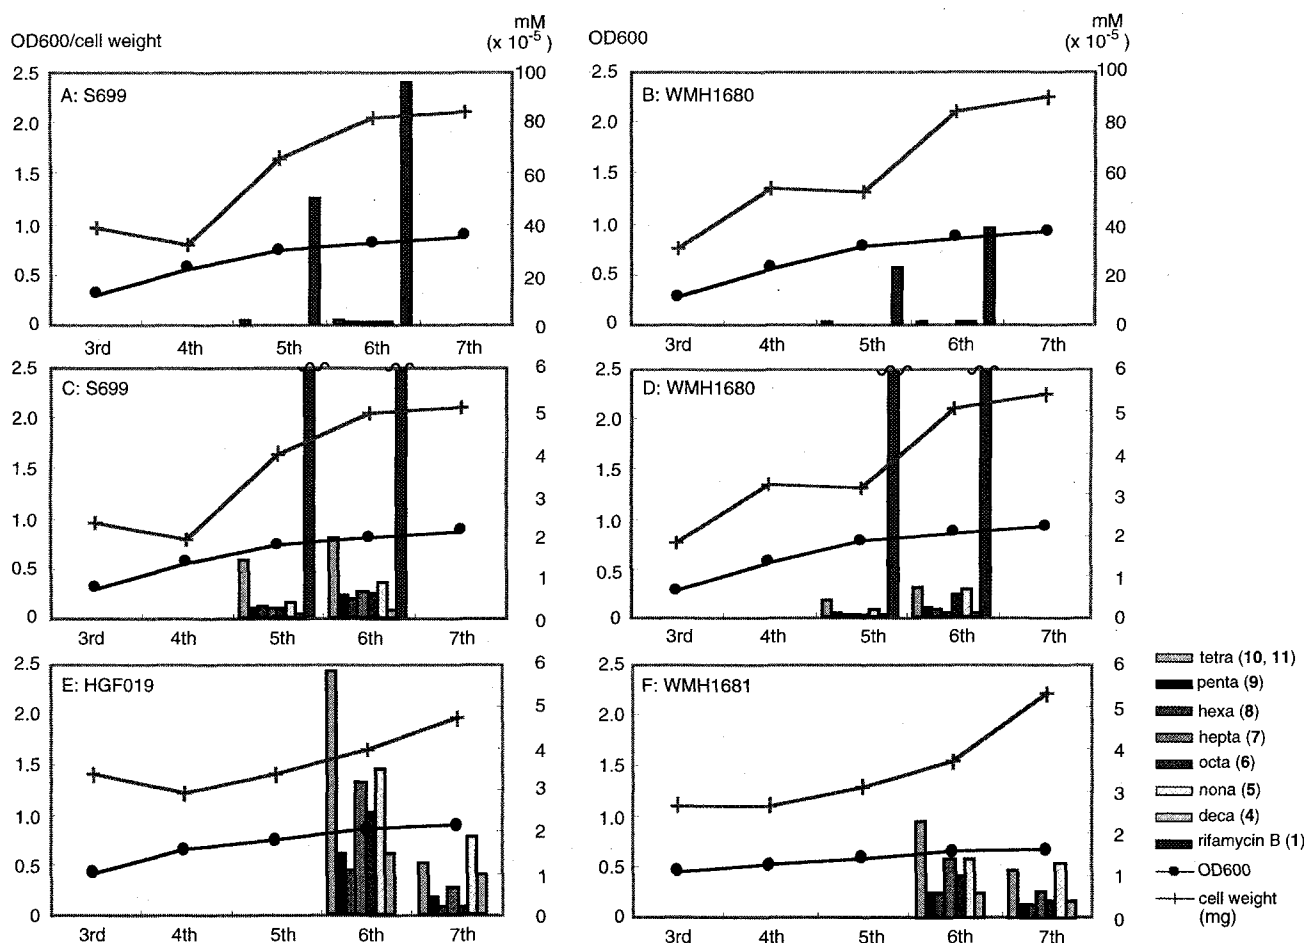 OD600/cell weight
mM
(x 10-5 )
OD600
mM
(x 10-5 )
2.5
2.0
1.5
1.0
0.5
0
A: S699
100
80
60
40
20
0
3rd 4th 5th 6th 7th
2.5
2.0
1.5
1.0
0.5
0
B: WMH1680
100
80
60
40
20
0
3rd 4th 5th 6th 7th
2.5
2.0
1.5
1.0
0.5
0
C: S699
6
5
4
3
2
1
0
3rd 4th 5th 6th 7th
2.5
2.0
1.5
1.0
0.5
0
D: WMH1680
6
5
4
3
2
1
0
3rd 4th 5th 6th 7th
2.5
2.0
1.5
1.0
0.5
0
E: HGF019
6
5
4
3
2
1
0
3rd 4th 5th 6th 7th
2.5
2.0
1.5
1.0
0.5
0
F: WMH1681
6
5
4
3
2
1
0
3rd 4th 5th 6th 7th
tetra (10, 11)
penta (9)
hexa (8)
hepta (7)
octa (6)
nona (5)
deca (4)
rifamycin B (1)
OD600
cell weight
(mg)